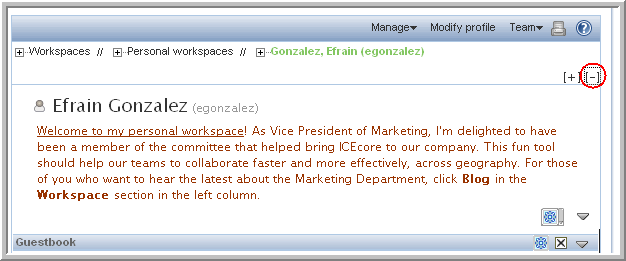 Manage Modify profile Team
Workspaces // Personal workspaces // Gonzalez, Efrain (egonzalez)
[+] [-]
Efrain Gonzalez (egonzalez)
Welcome to my personal workspace! As Vice President of Marketing, I'm delighted to have
been a member of the committee that helped bring ICEcore to our company. This fun tool
should help our teams to collaborate faster and more effectively, across geography. For those
of you who want to hear the latest about the Marketing Department, click Blog in the
Workspace section in the left column.
Guestbook